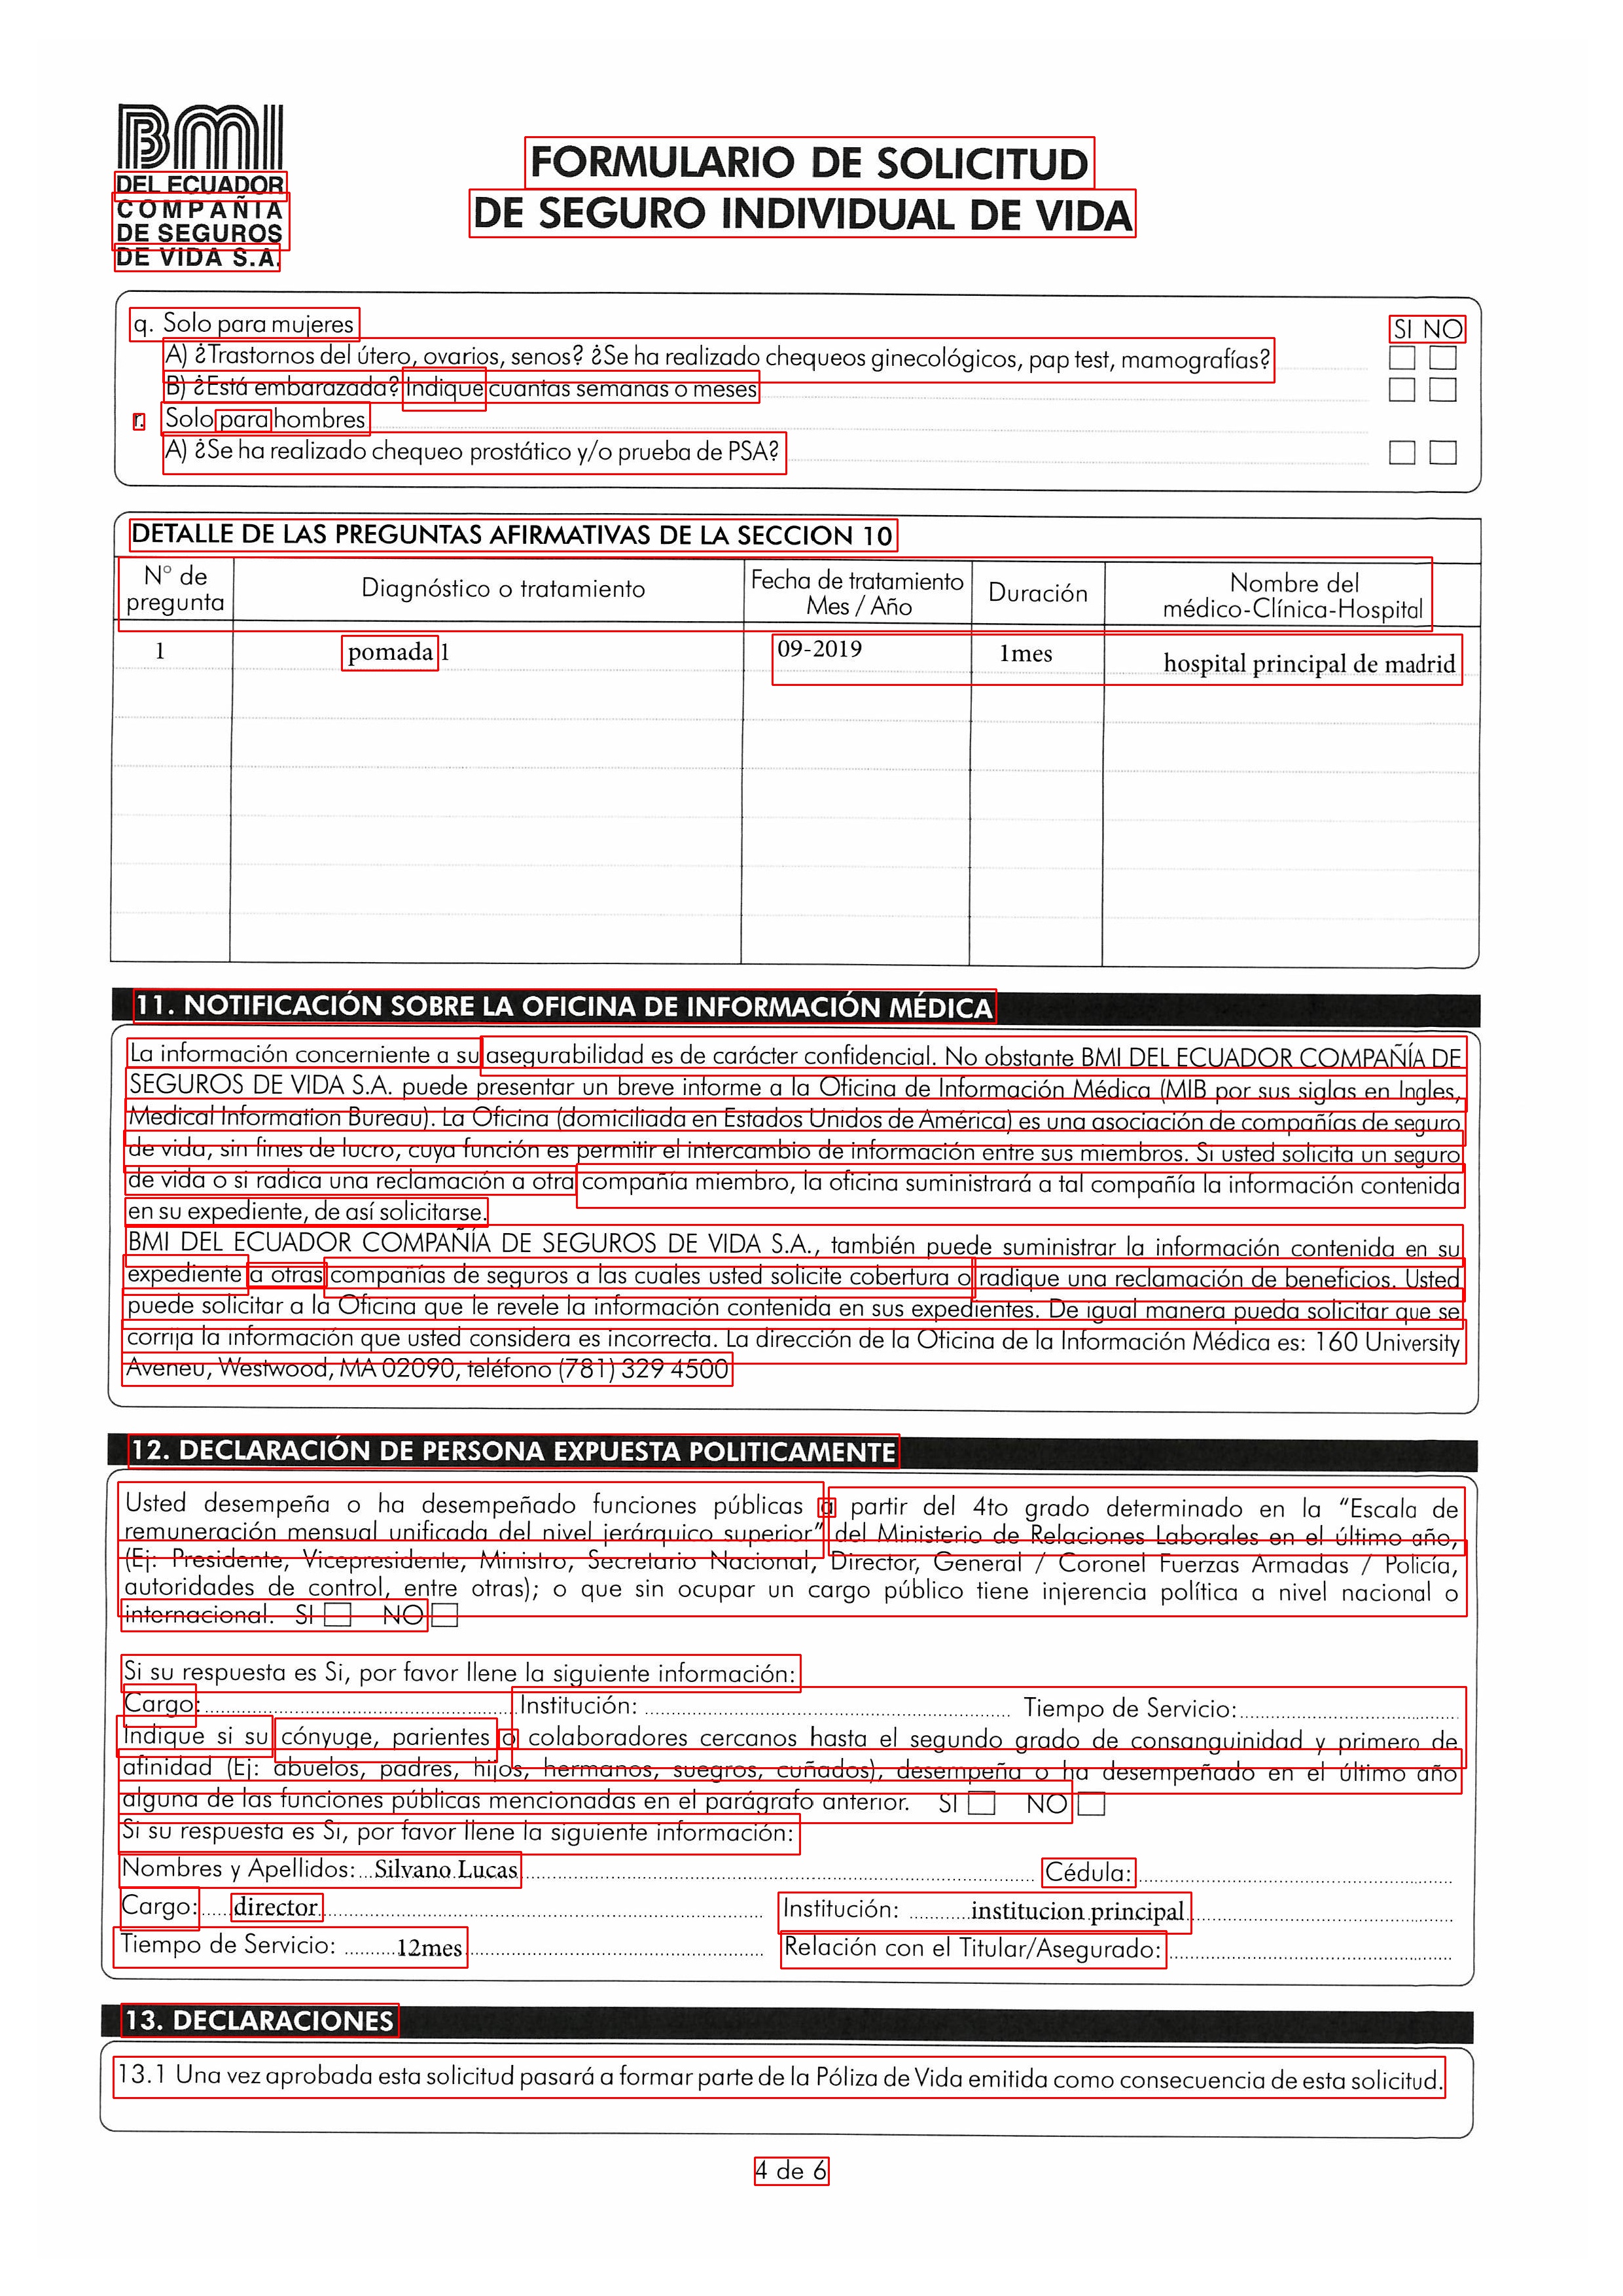 BMI
DEL ECUADOR
COMPAÑIA
DE SEGUROS
DE VIDA S.A.
FORMULARIO DE SOLICITUD
DE SEGURO INDIVIDUAL DE VIDA
q. Solo para mujeres SI NO
A) ¿Trastornos del útero, ovarios, senos? ¿Se ha realizado chequeos ginecológicos, pap test, mamografías?
B) ¿Está embarazada? Indique cuantas semanas o meses
r. Solo para hombres
A) ¿Se ha realizado chequeo prostático y/o prueba de PSA?
DETALLE DE LAS PREGUNTAS AFIRMATIVAS DE LA SECCION 10
N° de pregunta Diagnóstico o tratamiento Fecha de tratamiento Mes / Año Duración Nombre del médico-Clínica-Hospital
1 pomada 1 09-2019 1mes hospital principal de madrid
11. NOTIFICACIÓN SOBRE LA OFICINA DE INFORMACIÓN MÉDICA
La información concerniente a su asegurabilidad es de carácter confidencial. No obstante BMI DEL ECUADOR COMPAÑÍA DE
SEGUROS DE VIDA S.A. puede presentar un breve informe a la Oficina de Información Médica (MIB por sus siglas en Ingles,
Medical Information Bureau). La Oficina (domiciliada en Estados Unidos de América) es una asociación de compañías de seguro
de vida, sin fines de lucro, cuya función es permitir el intercambio de información entre sus miembros. Si usted solicita un seguro
de vida o si radica una reclamación a otra compañía miembro, la oficina suministrará a tal compañía la información contenida
en su expediente, de así solicitarse.
BMI DEL ECUADOR COMPAÑÍA DE SEGUROS DE VIDA S.A., también puede suministrar la información contenida en su
expediente a otras compañías de seguros a las cuales usted solicite cobertura o radique una reclamación de beneficios. Usted
puede solicitar a la Oficina que le revele la información contenida en sus expedientes. De igual manera pueda solicitar que se
corrija la información que usted considera es incorrecta. La dirección de la Oficina de la Información Médica es: 160 University
Aveneu, Westwood, MA 02090, teléfono (781) 329 4500
12. DECLARACIÓN DE PERSONA EXPUESTA POLITICAMENTE
Usted desempeña o ha desempeñado funciones públicas a partir del 4to grado determinado en la “Escala de
remuneración mensual unificada del nivel jerárquico superior” del Ministerio de Relaciones Laborales en el último año,
(Ej: Presidente, Vicepresidente, Ministro, Secretario Nacional, Director, General / Coronel Fuerzas Armadas / Policía,
autoridades de control, entre otras); o que sin ocupar un cargo público tiene injerencia política a nivel nacional o
internacional. SI NO
Si su respuesta es Si, por favor llene la siguiente información:
Cargo: Institución: Tiempo de Servicio:
Indique si su cónyuge, parientes o colaboradores cercanos hasta el segundo grado de consanguinidad y primero de
afinidad (Ej: abuelos, padres, hijos, hermanos, suegros, cuñados), desempeña o ha desempeñado en el último año
alguna de las funciones públicas mencionadas en el parágrafo anterior. SI NO
Si su respuesta es Si, por favor llene la siguiente información:
Nombres y Apellidos: Silvano Lucas Cédula:
Cargo: director Institución: institucion principal
Tiempo de Servicio: 12mes Relación con el Titular/Asegurado:
13. DECLARACIONES
13.1 Una vez aprobada esta solicitud pasará a formar parte de la Póliza de Vida emitida como consecuencia de esta solicitud.
4 de 6